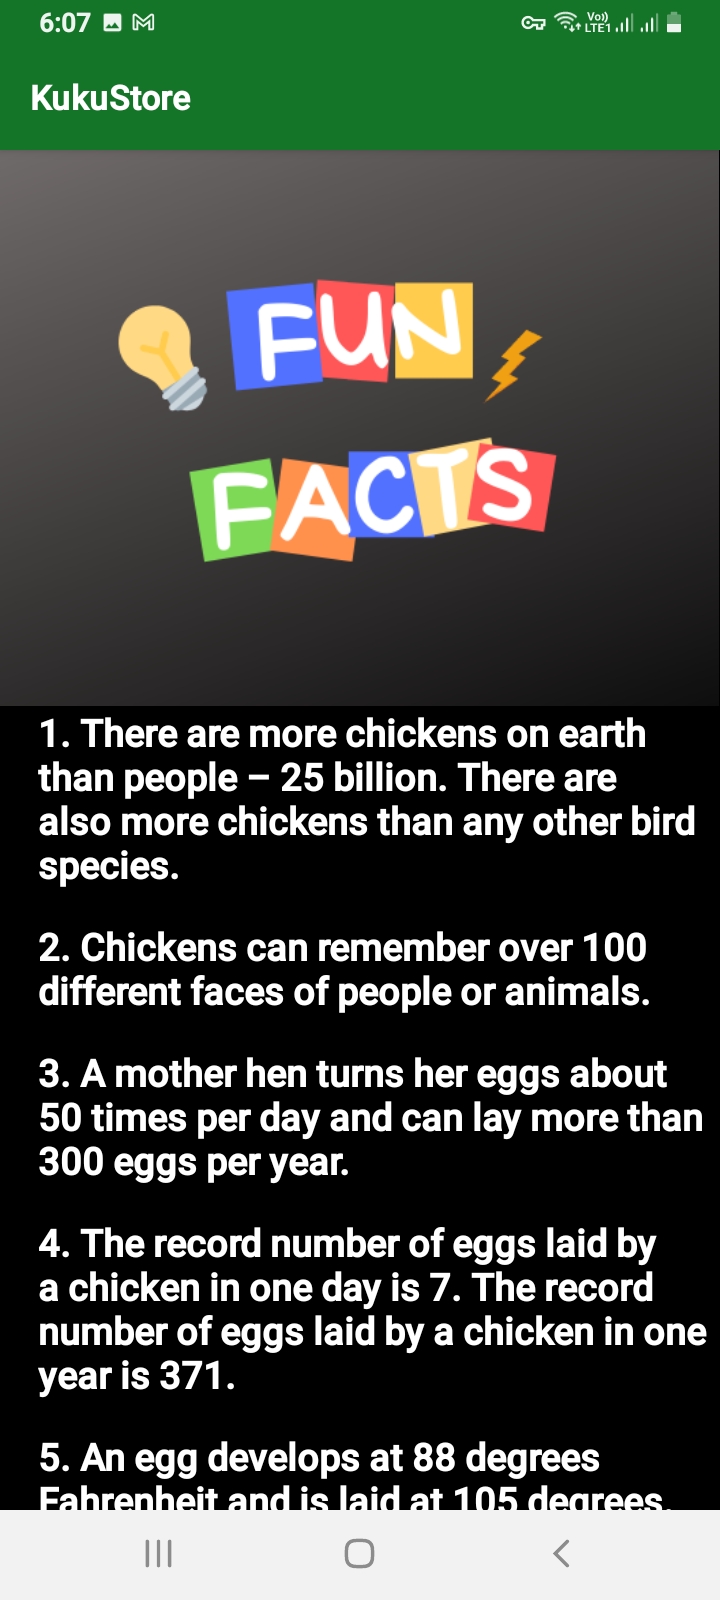 6:07
Vo))
LTE1
KukuStore
FUN
FACTS
1. There are more chickens on earth
than people – 25 billion. There are
also more chickens than any other bird
species.
2. Chickens can remember over 100
different faces of people or animals.
3. A mother hen turns her eggs about
50 times per day and can lay more than
300 eggs per year.
4. The record number of eggs laid by
a chicken in one day is 7. The record
number of eggs laid by a chicken in one
year is 371.
5. An egg develops at 88 degrees
Fahrenheit and is laid at 105 degrees.